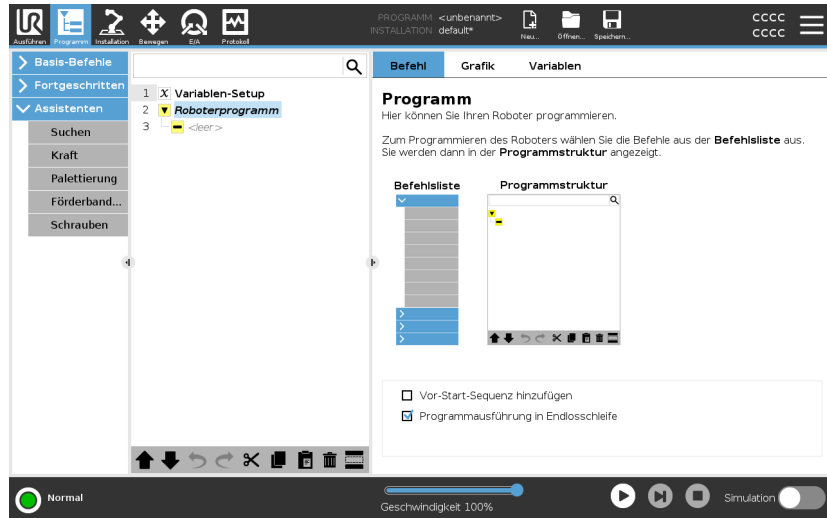 UR
PROGRAMM <unbenannt>
INSTALLATION default*
CCCC
CCCC
Ausführen Programm Installation Bewegen E/A Protokoll
Neu... Öffnen... Speichern...
Basis-Befehle
Fortgeschritten
Assistenten
Suchen
Kraft
Palettierung
Förderband...
Schrauben
1 X Variablen-Setup
2 Roboterprogramm
3 <leer>
Befehl Grafik Variablen
Programm
Hier können Sie Ihren Roboter programmieren.
Zum Programmieren des Roboters wählen Sie die Befehle aus der Befehlsliste aus.
Sie werden dann in der Programmstruktur angezeigt.
Befehlsliste Programmstruktur
Vor-Start-Sequenz hinzufügen
Programmausführung in Endlosschleife
Normal
Geschwindigkeit 100%
Simulation